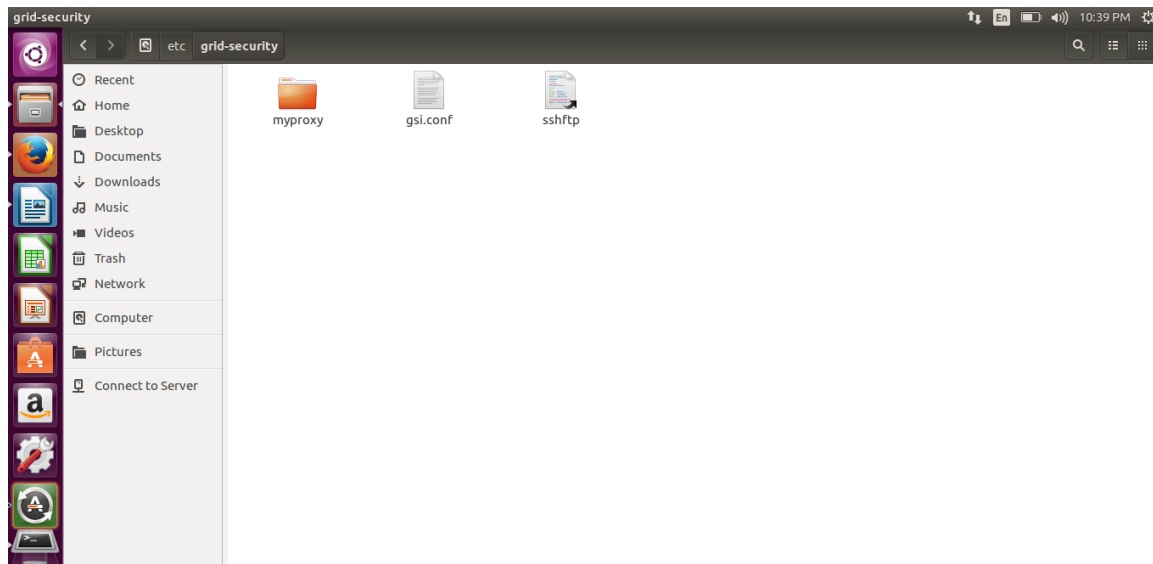 grid-security
En
10:39 PM
etc
grid-security
Recent
Home
Desktop
Documents
Downloads
Music
Videos
Trash
Network
Computer
Pictures
Connect to Server
myproxy
gsi.conf
sshftp
a